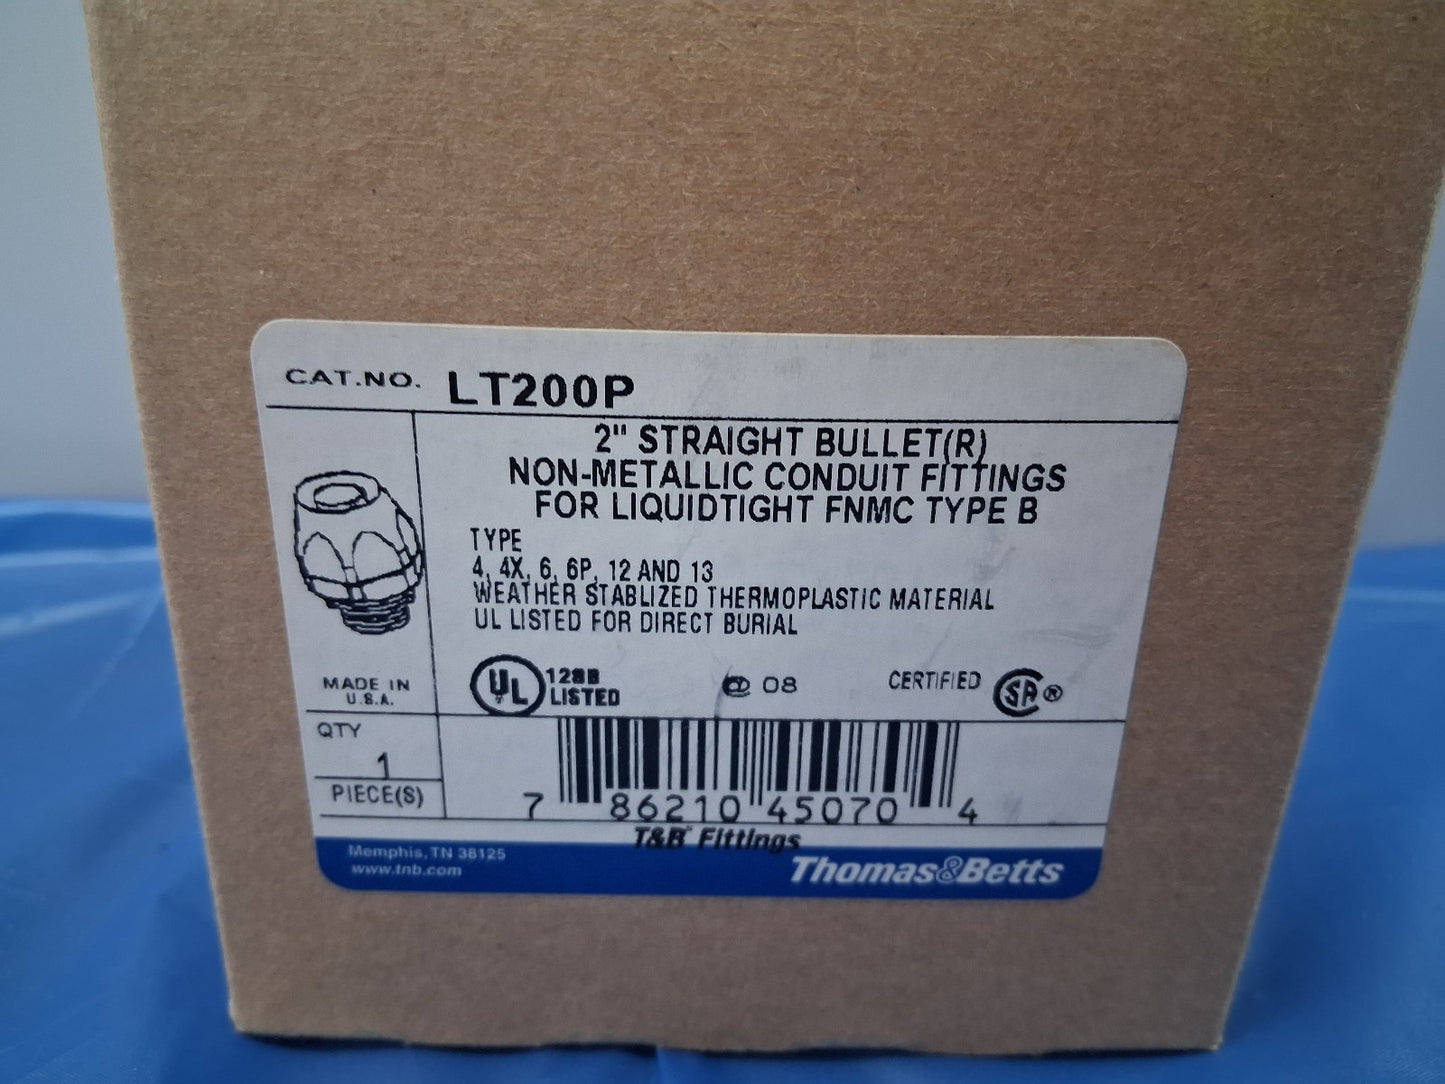 CAT.NO. LT200P
2" STRAIGHT BULLET(R)
NON-METALLIC CONDUIT FITTINGS
FOR LIQUIDTIGHT FNMC TYPE B
TYPE
4, 4X, 6, 6P, 12 AND 13
WEATHER STABLIZED THERMOPLASTIC MATERIAL
UL LISTED FOR DIRECT BURIAL
MADE IN
U.S.A.
UL 128B
LISTED
@ 08
CERTIFIED SA®
QTY
1
PIECE(S)
7 86210 45070 4
T&B Fittings
Memphis, TN 38125
www.tnb.com
Thomas&Betts